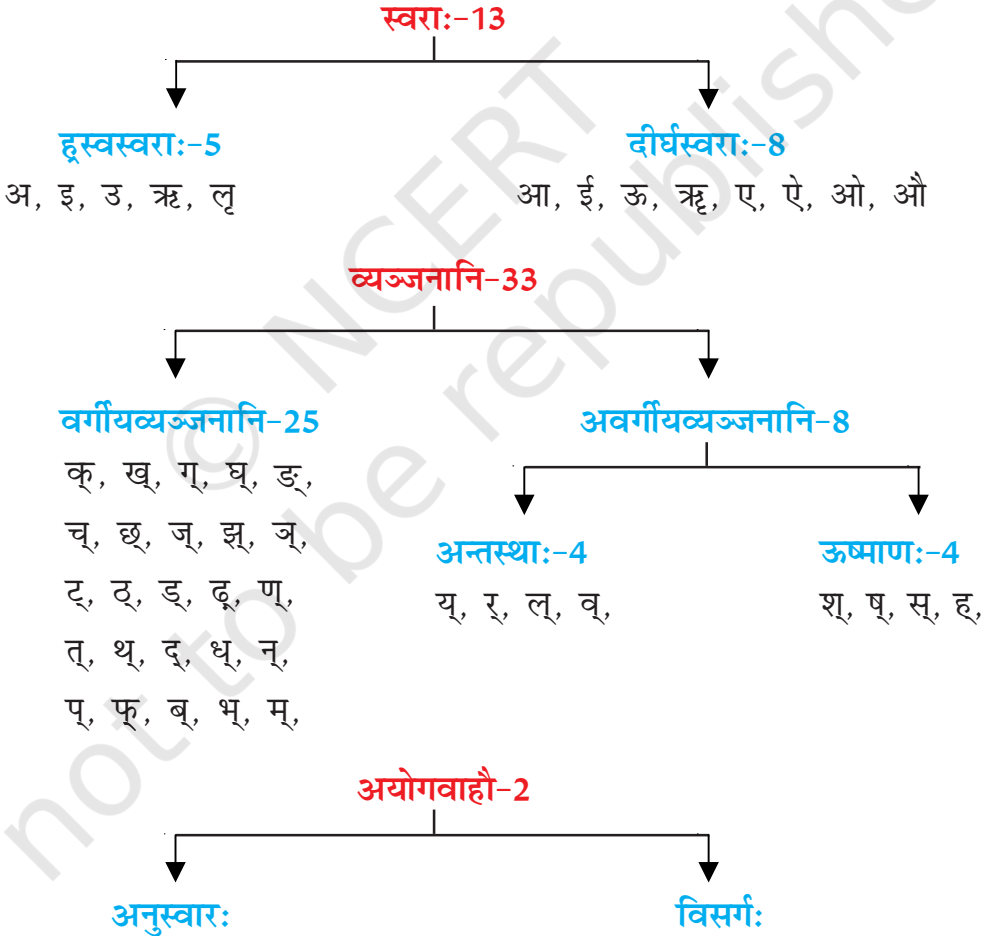 स्वराः-13
ह्रस्वस्वराः-5 दीर्घस्वराः-8
अ, इ, उ, ऋ, लृ आ, ई, ऊ, ॠ, ए, ऐ, ओ, औ
व्यञ्जनानि-33
वर्गीयव्यञ्जनानि-25 अवर्गीयव्यञ्जनानि-8
क्, ख्, ग्, घ्, ङ्,
च्, छ्, ज्, झ्, ञ्,
ट्, ठ्, ड्, ढ्, ण्,
त्, थ्, द्, ध्, न्,
प्, फ्, ब्, भ्, म्,
अन्तस्थाः-4 ऊष्माणः-4
य्, र्, ल्, व्, श्, ष्, स्, ह्,
अयोगवाहौ-2
अनुस्वारः विसर्गः
© NCERT
not to be republishe